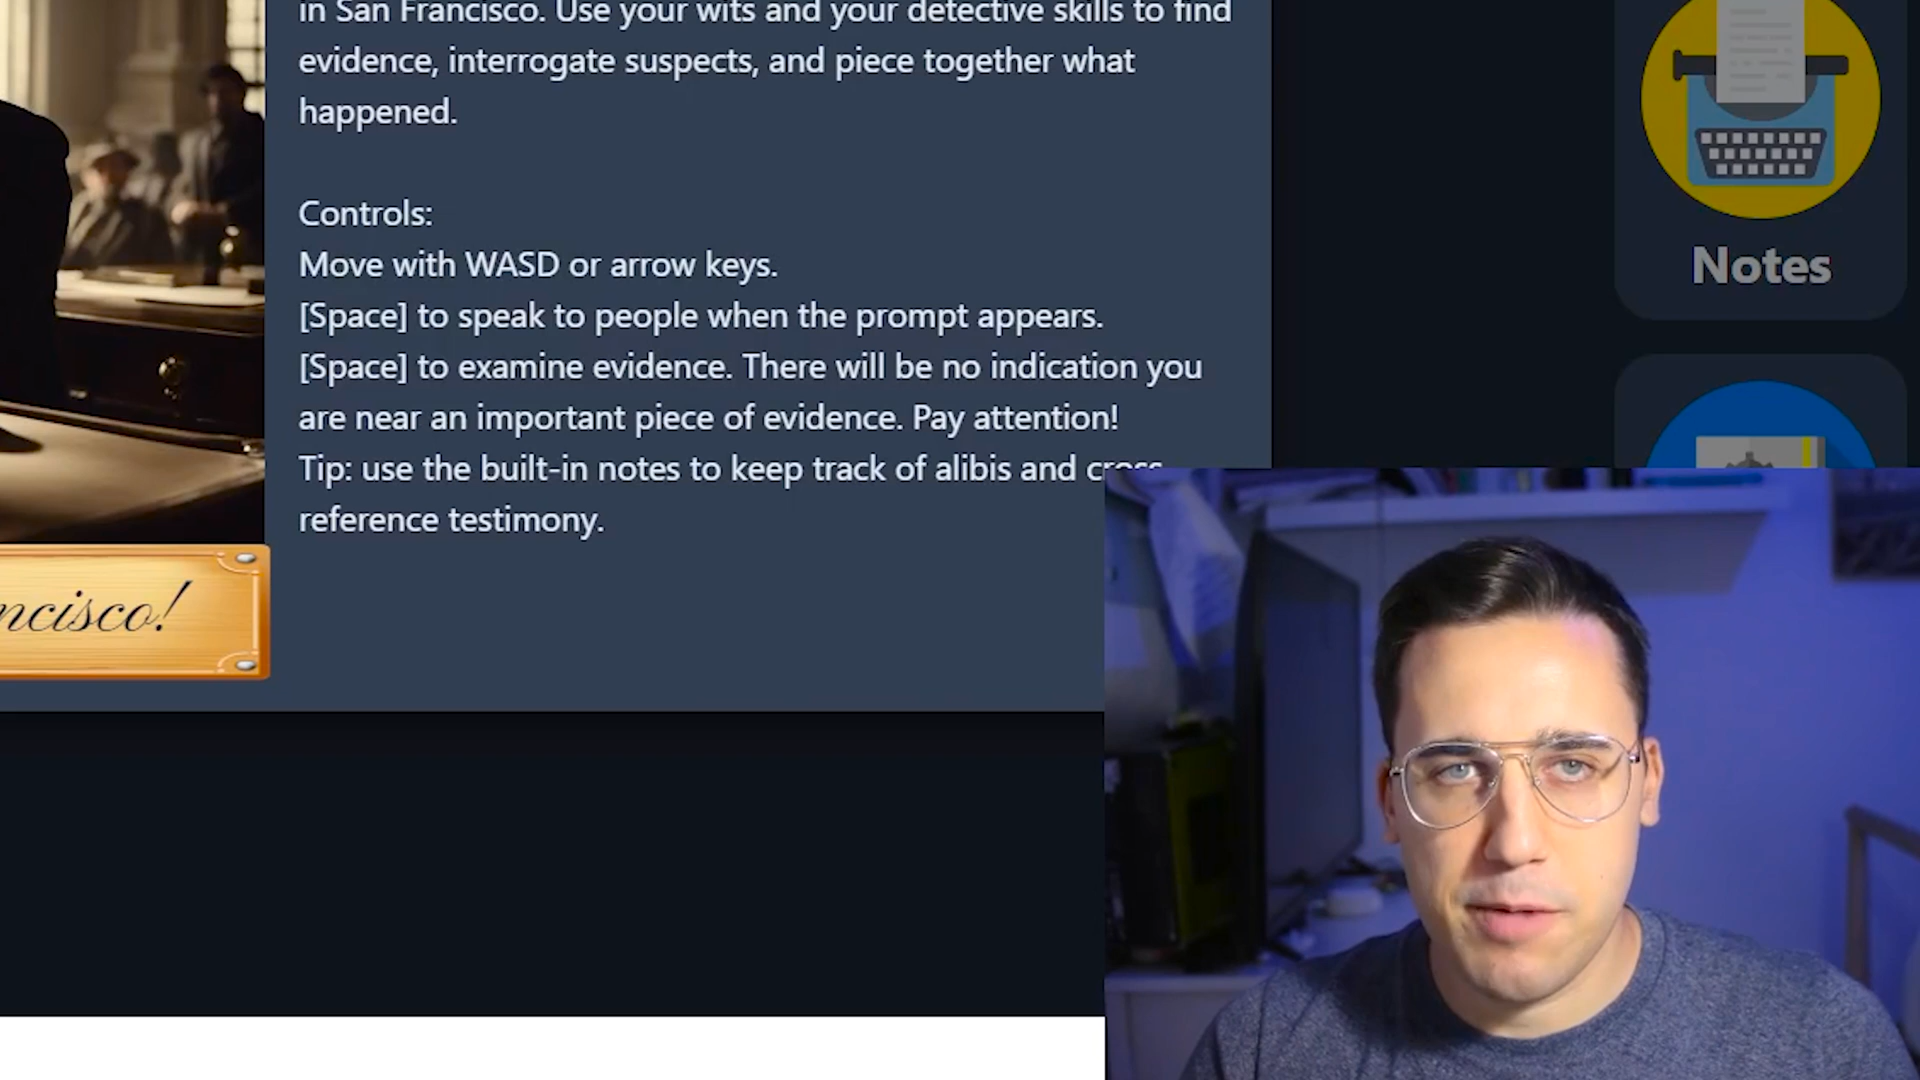 in San Francisco. Use your wits and your detective skills to find
evidence, interrogate suspects, and piece together what
happened.
Controls:
Move with WASD or arrow keys.
[Space] to speak to people when the prompt appears.
[Space] to examine evidence. There will be no indication you
are near an important piece of evidence. Pay attention!
Tip: use the built-in notes to keep track of alibis and cross
reference testimony.
ncisco!
Notes